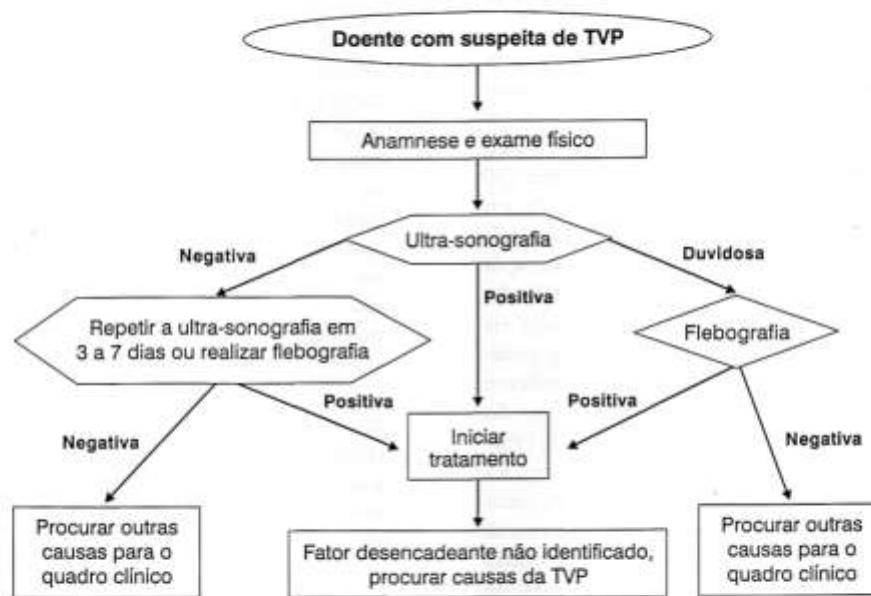 Doente com suspeita de TVP
Anamnese e exame físico
Ultra-sonografia
Negativa
Positiva
Duvidosa
Repetir a ultra-sonografia em
3 a 7 dias ou realizar flebografia
Flebografia
Negativa
Positiva
Positiva
Negativa
Iniciar
tratamento
Procurar outras
causas para o
quadro clínico
Fator desencadeante não identificado,
procurar causas da TVP
Procurar outras
causas para o
quadro clínico